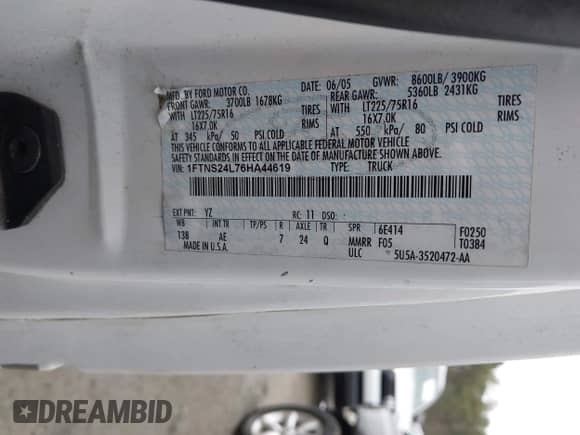 MFD. BY FORD MOTOR CO.
DATE: 06/05 GVWR: 8600LB/ 3900KG
FRONT GAWR: 3700LB 1678KG REAR GAWR: 5360LB 2431KG
WITH LT225/75R16 TIRES WITH LT225/75R16 TIRES
16X7.0K RIMS 16X7.0K RIMS
AT 345 kPa/ 50 PSI COLD AT 550 kPa/ 80 PSI COLD
THIS VEHICLE CONFORMS TO ALL APPLICABLE FEDERAL MOTOR VEHICLE
SAFETY STANDARDS IN EFFECT ON THE DATE OF MANUFACTURE SHOWN ABOVE.
VIN: 1FTNS24L76HA44619 TYPE: TRUCK
EXT PNT: YZ RC: 11 DSO:
WB INT TR TP/PS R AXLE TR SPR 6E414 F0250
138 AE 7 24 Q MMRR F05 T0384
MADE IN U.S.A. ULC 5U5A-3520472-AA
DREAMBID